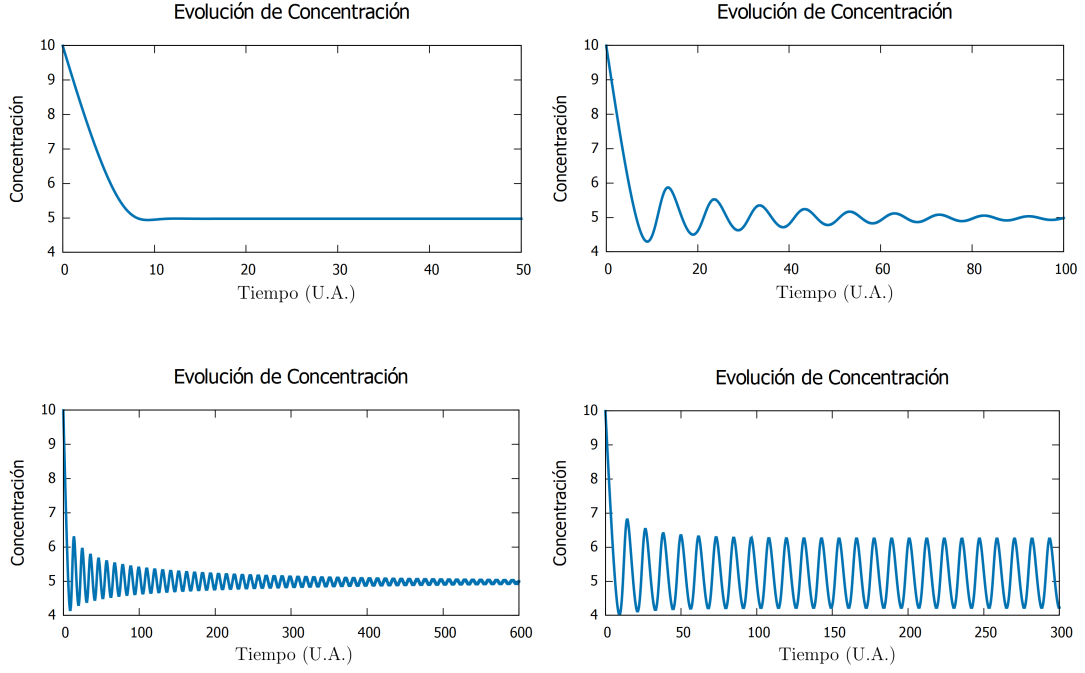 Evolución de Concentración
10
9
8
7
6
5
4
Concentración
0 10 20 30 40 50
Tiempo (U.A.)
Evolución de Concentración
10
9
8
7
6
5
4
Concentración
0 20 40 60 80 100
Tiempo (U.A.)
Evolución de Concentración
10
9
8
7
6
5
4
Concentración
0 100 200 300 400 500 600
Tiempo (U.A.)
Evolución de Concentración
10
9
8
7
6
5
4
Concentración
0 50 100 150 200 250 300
Tiempo (U.A.)